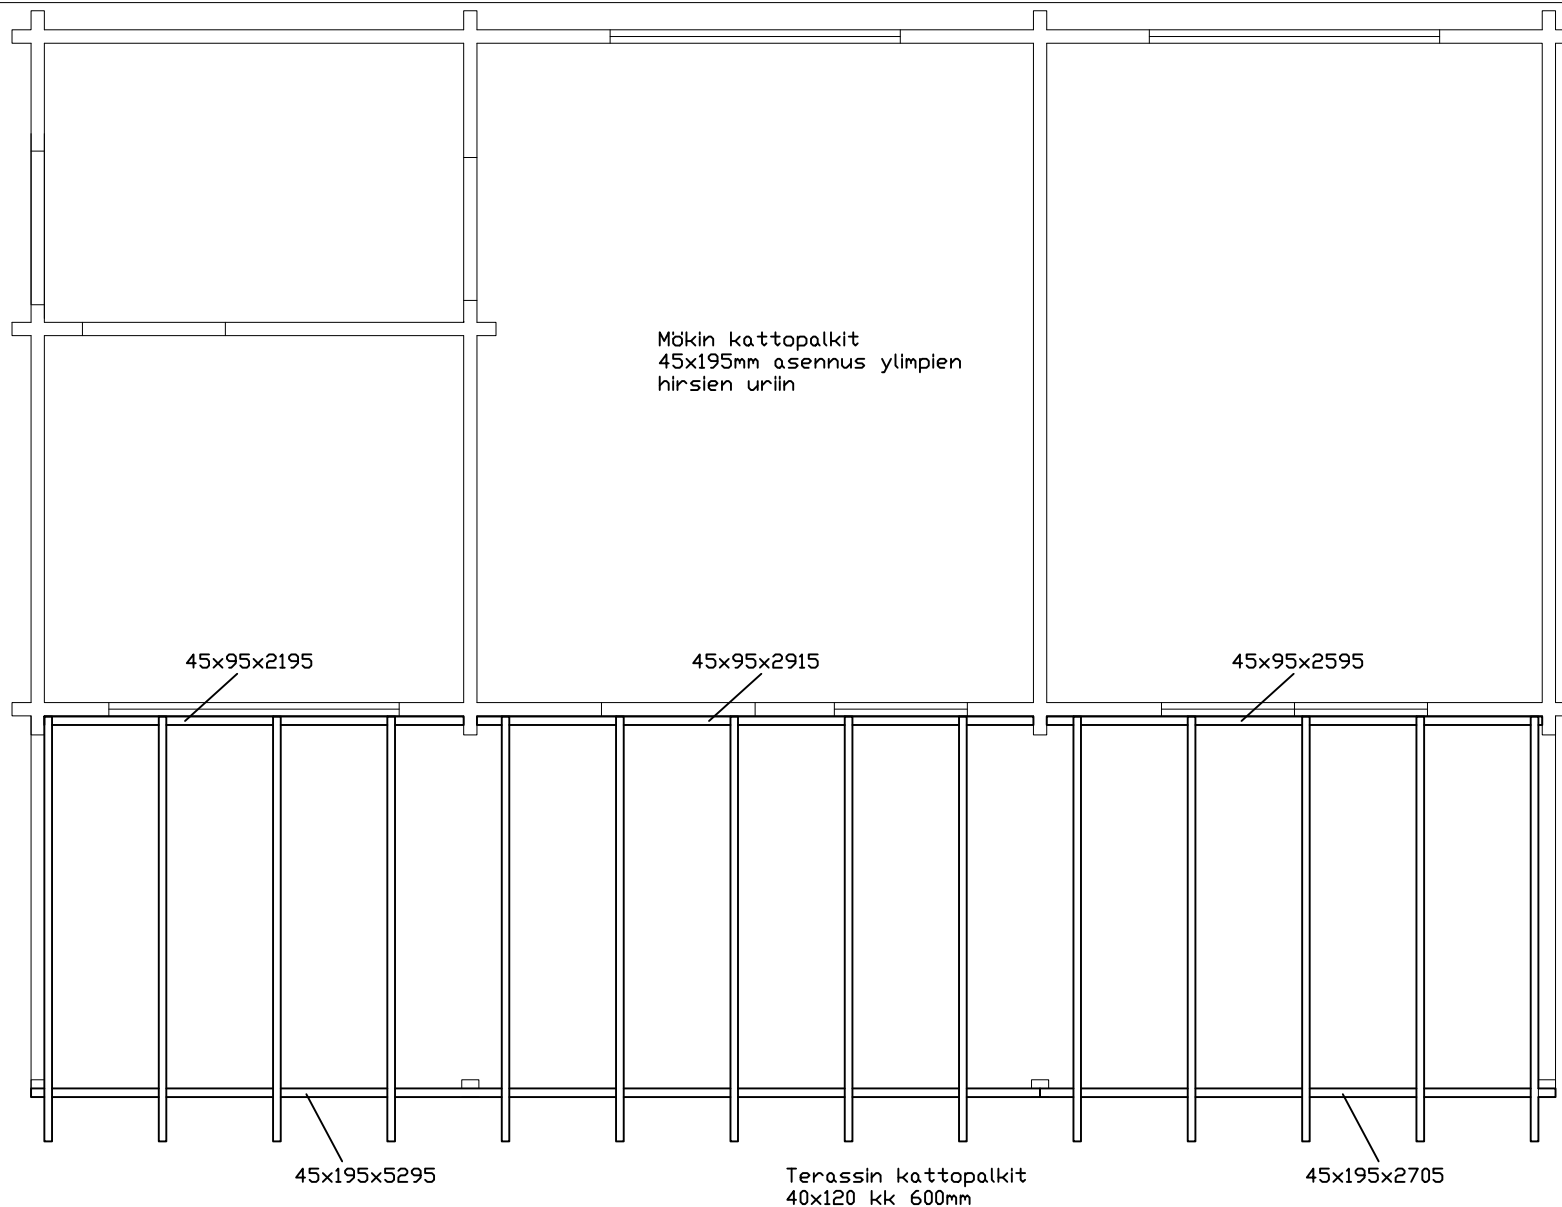 Mökin kattopalkit
45x195mm asennus ylimpien
hirsien uriin
45x95x2195
45x95x2915
45x95x2595
45x195x5295
Terassin kattopalkit
40x120 kk 600mm
45x195x2705